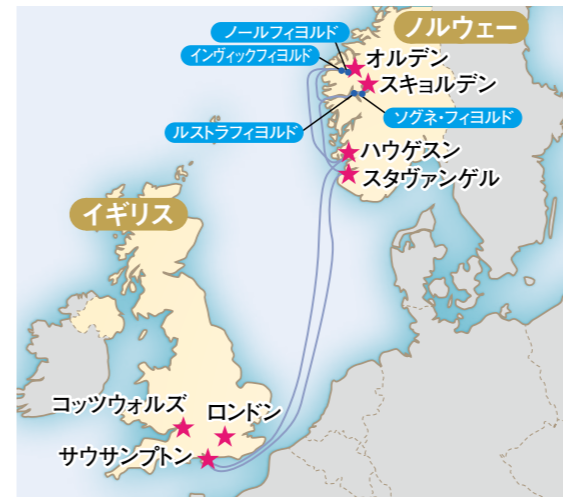 ノールフィヨルド
ノルウェー
インヴィックフィヨルド
オルデン
スキョルデン
ルストラフィヨルド
ソグネ・フィヨルド
ハウゲスン
スタヴァンゲル
イギリス
コッツウォルズ
ロンドン
サウサンプトン